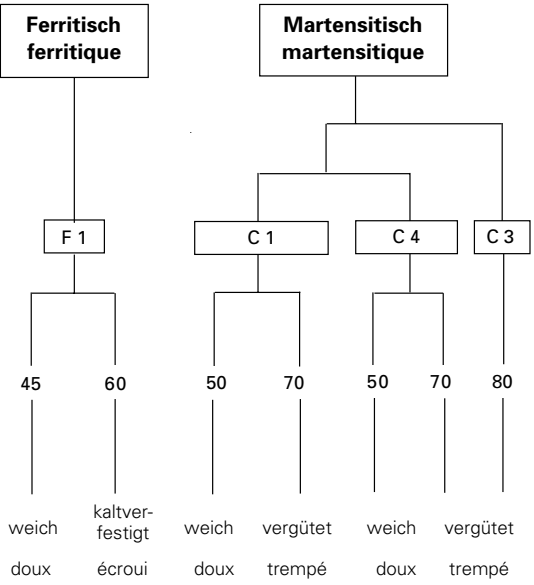 Ferritisch
ferritique
Martensitisch
martensitique
F 1
C 1
C 4
C 3
45
60
50
70
50
70
80
weich
kaltver-
festigt
weich
vergütet
weich
vergütet
doux
écroui
doux
trempé
doux
trempé